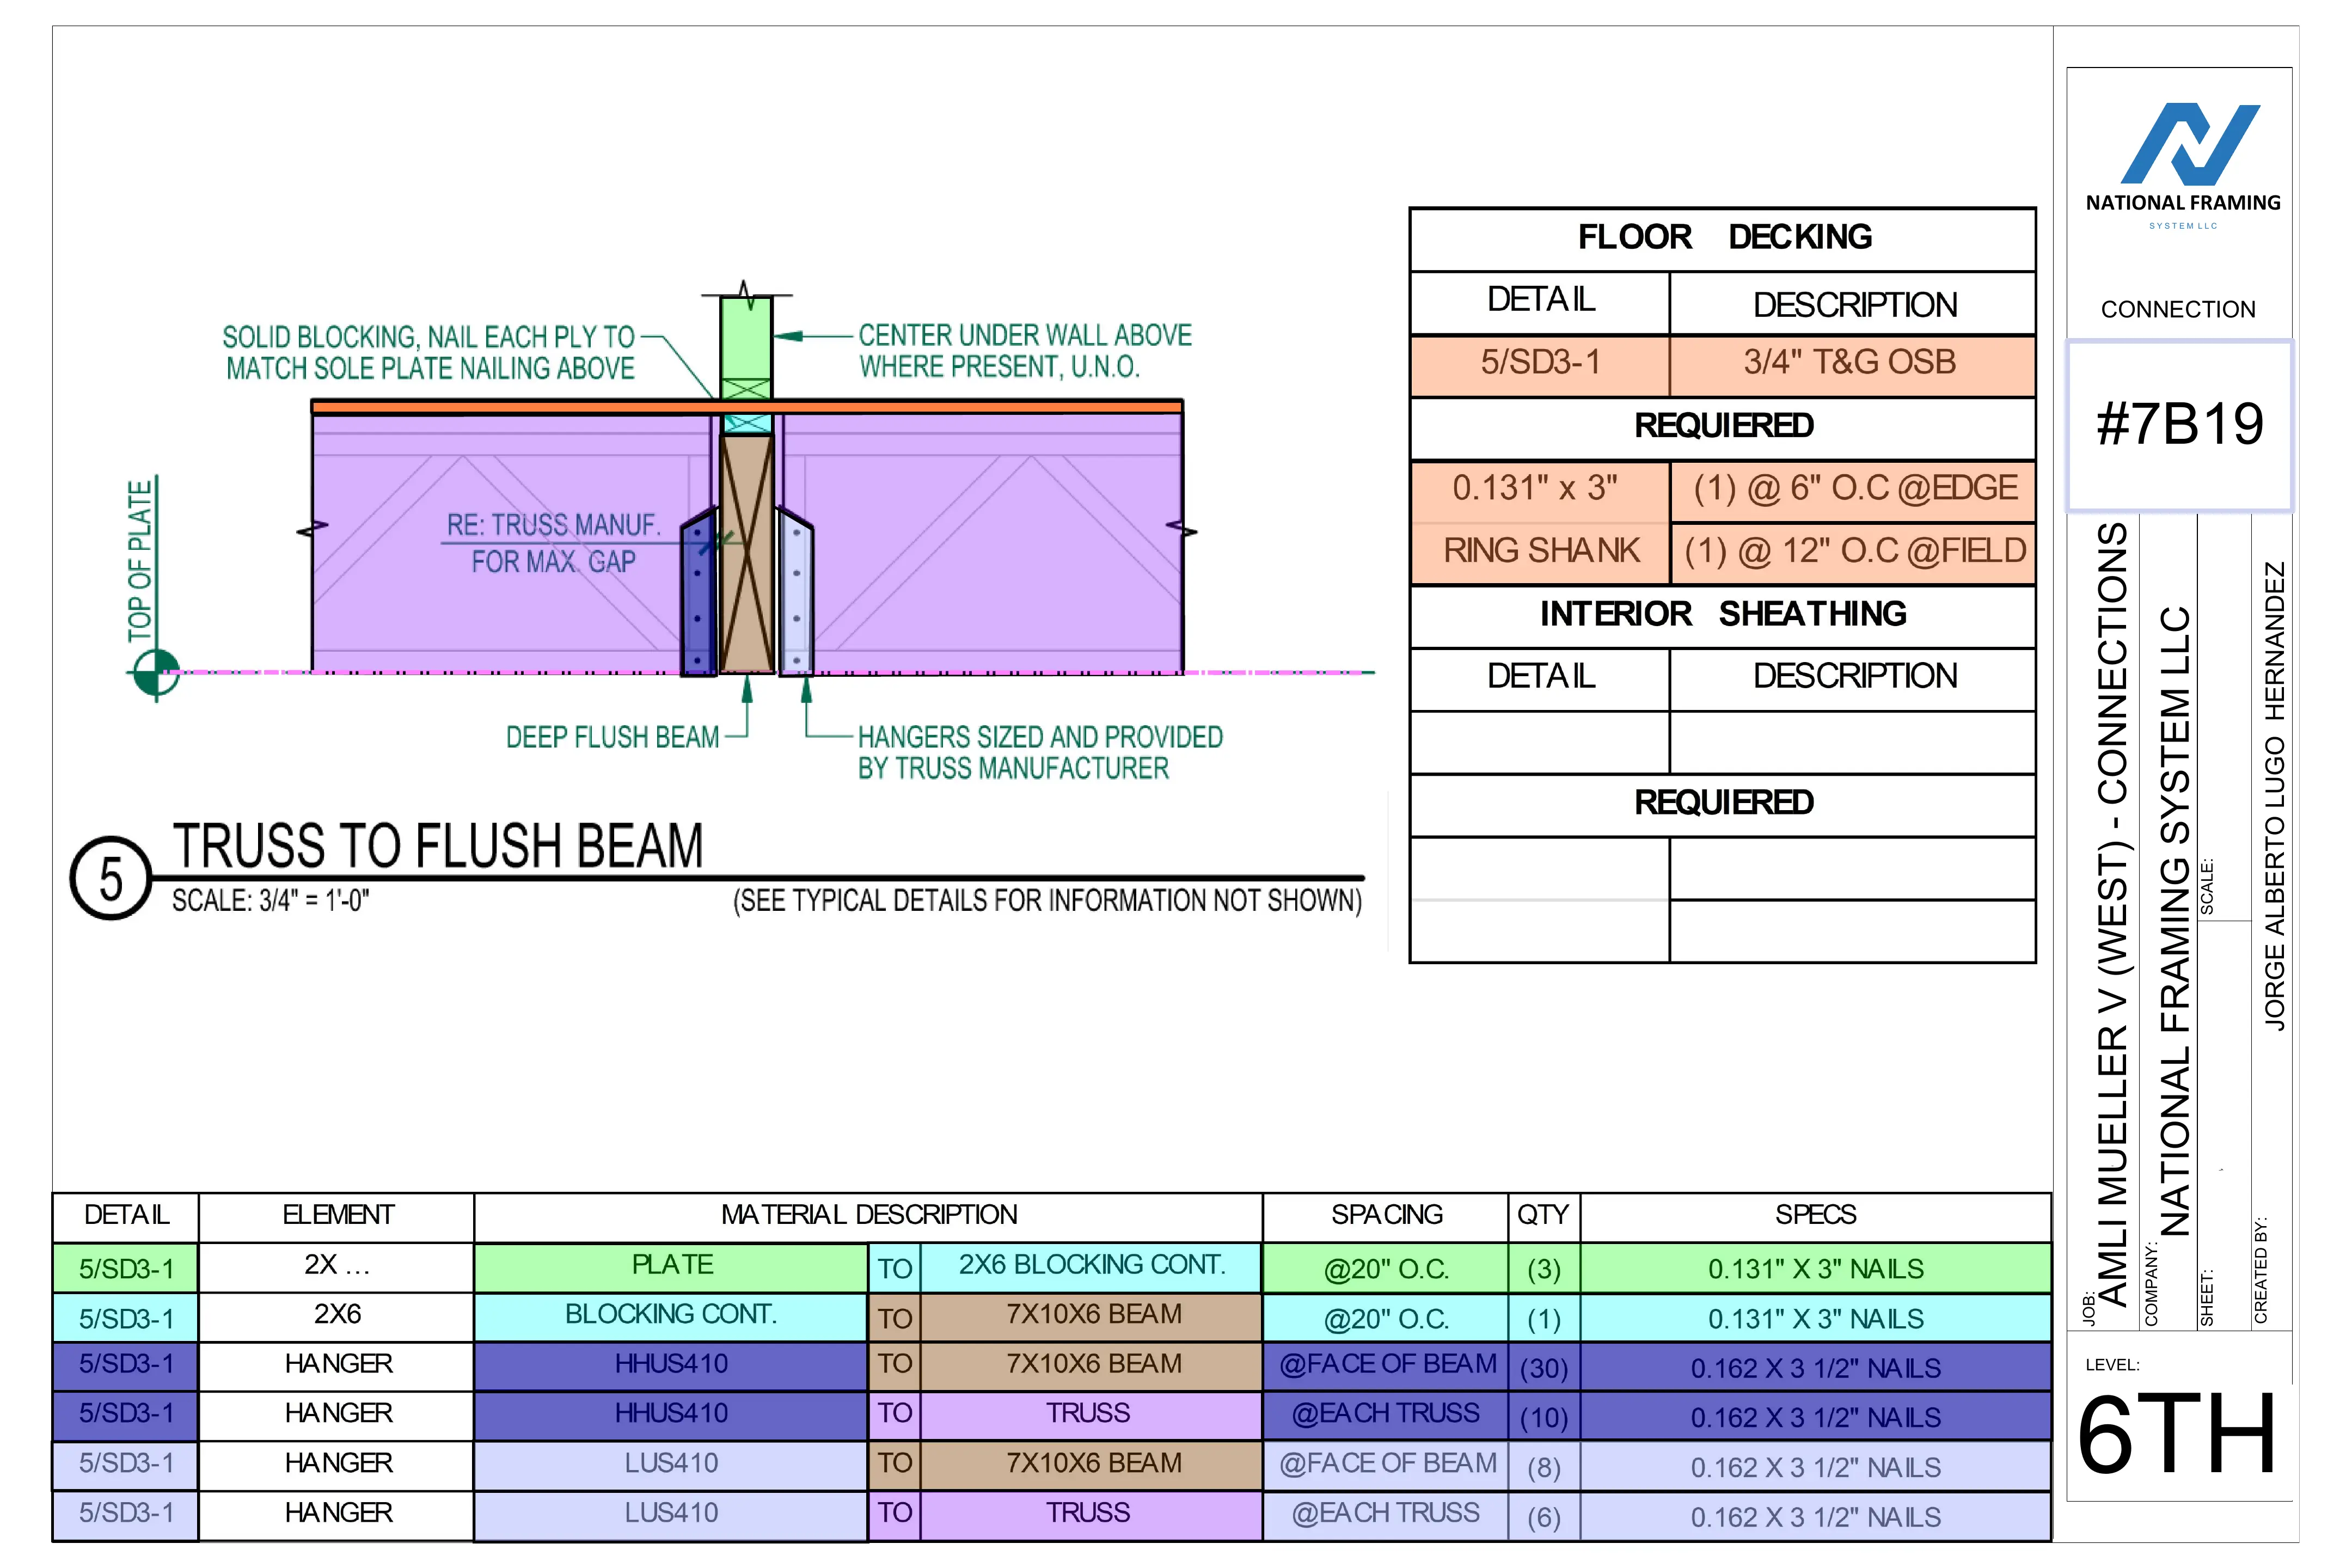 SOLID BLOCKING, NAIL EACH PLY TO
MATCH SOLE PLATE NAILING ABOVE
CENTER UNDER WALL ABOVE
WHERE PRESENT, U.N.O.
TOP OF PLATE
RE: TRUSS MANUF.
FOR MAX. GAP
DEEP FLUSH BEAM
HANGERS SIZED AND PROVIDED
BY TRUSS MANUFACTURER
5 TRUSS TO FLUSH BEAM
SCALE: 3/4" = 1'-0" (SEE TYPICAL DETAILS FOR INFORMATION NOT SHOWN)
FLOOR DECKING
DETAIL DESCRIPTION
5/SD3-1 3/4" T&G OSB
REQUIERED
0.131" x 3" (1) @ 6" O.C @EDGE
RING SHANK (1) @ 12" O.C @FIELD
INTERIOR SHEATHING
DETAIL DESCRIPTION
REQUIERED
DETAIL ELEMENT MATERIAL DESCRIPTION SPACING QTY SPECS
5/SD3-1 2X ... PLATE TO 2X6 BLOCKING CONT. @20" O.C. (3) 0.131" X 3" NAILS
5/SD3-1 2X6 BLOCKING CONT. TO 7X10X6 BEAM @20" O.C. (1) 0.131" X 3" NAILS
5/SD3-1 HANGER HHUS410 TO 7X10X6 BEAM @FACE OF BEAM (30) 0.162 X 3 1/2" NAILS
5/SD3-1 HANGER HHUS410 TO TRUSS @EACH TRUSS (10) 0.162 X 3 1/2" NAILS
5/SD3-1 HANGER LUS410 TO 7X10X6 BEAM @FACE OF BEAM (8) 0.162 X 3 1/2" NAILS
5/SD3-1 HANGER LUS410 TO TRUSS @EACH TRUSS (6) 0.162 X 3 1/2" NAILS
NATIONAL FRAMING
SYSTEM LLC
CONNECTION
#7B19
JOB: AMLI MUELLER V (WEST) - CONNECTIONS
COMPANY: NATIONAL FRAMING SYSTEM LLC
SHEET:
SCALE:
CREATED BY: JORGE ALBERTO LUGO HERNANDEZ
LEVEL:
6TH